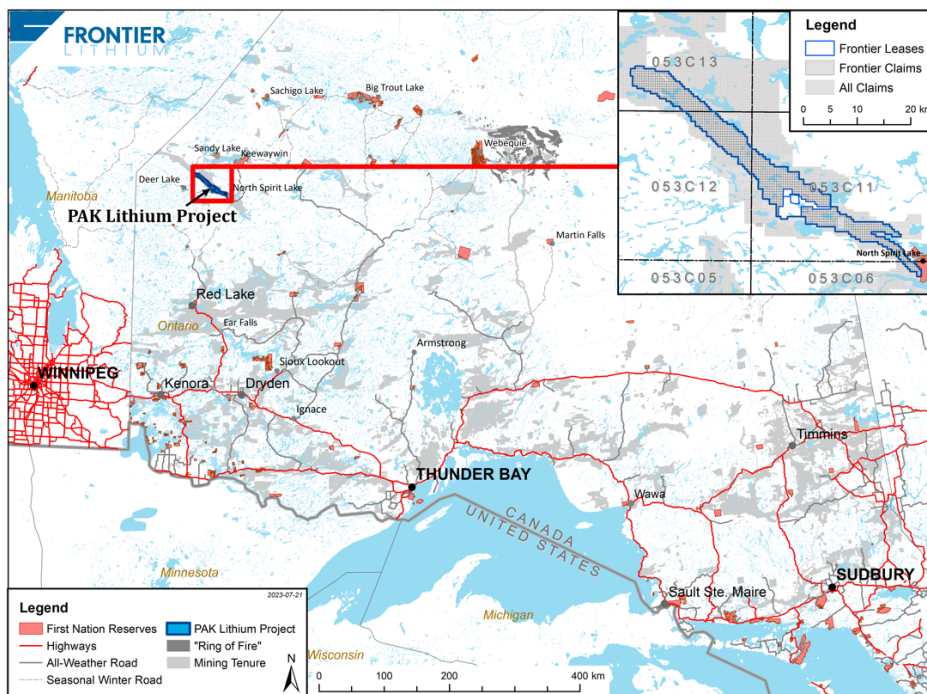 FRONTIER
LITHIUM
Sachigo Lake
Big Trout Lake
Sandy Lake
Keewaywin
Webequie
Deer Lake
North Spirit Lake
Manitoba
PAK Lithium Project
Martin Falls
Red Lake
Ontario
Ear Falls
Armstrong
Sioux Lookout
WINNIPEG
Kenora
Dryden
Ignace
Timmins
THUNDER BAY
Wawa
CANADA
UNITED STATES
Minnesota
SUDBURY
Sault Ste. Maire
Michigan
Wisconsin
053C13
053C12
053C11
North Spirit Lake
053C05
053C06
Legend
Frontier Leases
Frontier Claims
All Claims
0 5 10 20 km
2023-07-21
Legend
First Nation Reserves
Highways
All-Weather Road
Seasonal Winter Road
PAK Lithium Project
"Ring of Fire"
Mining Tenure
N
0 100 200 400 km